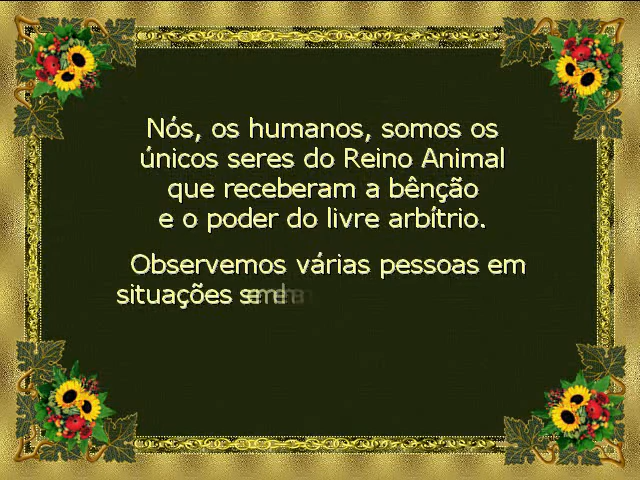 Nós, os humanos, somos os
únicos seres do Reino Animal
que receberam a bênção
e o poder do livre arbítrio.
Observemos várias pessoas em
situações